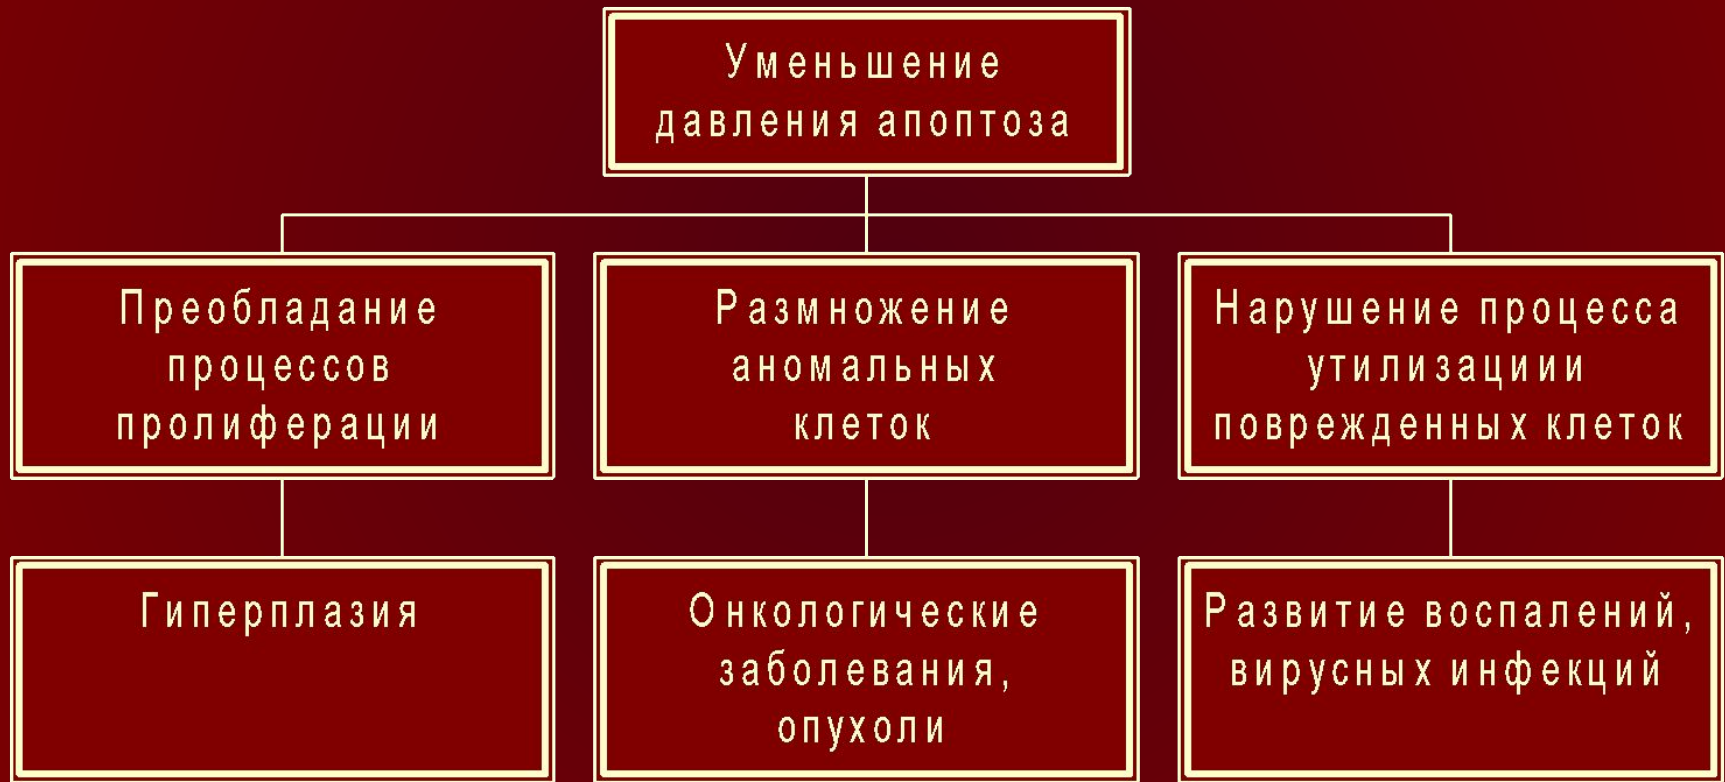 Уменьшение
давления апоптоза
Преобладание
процессов
пролиферации
Размножение
аномальных
клеток
Нарушение процесса
утилизациии
поврежденных клеток
Гиперплазия
Онкологические
заболевания,
опухоли
Развитие воспалений,
вирусных инфекций